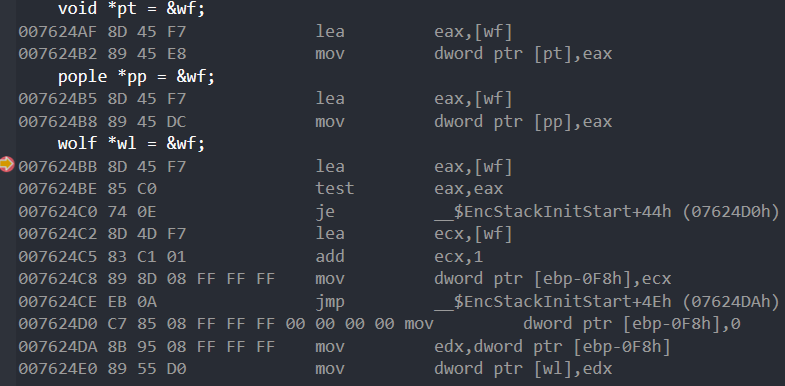 void *pt = &wf;
007624AF 8D 45 F7 lea eax,[wf]
007624B2 89 45 E8 mov dword ptr [pt],eax
pople *pp = &wf;
007624B5 8D 45 F7 lea eax,[wf]
007624B8 89 45 DC mov dword ptr [pp],eax
wolf *wl = &wf;
007624BB 8D 45 F7 lea eax,[wf]
007624BE 85 C0 test eax,eax
007624C0 74 0E je __$EncStackInitStart+44h (07624D0h)
007624C2 8D 4D F7 lea ecx,[wf]
007624C5 83 C1 01 add ecx,1
007624C8 89 8D 08 FF FF FF mov dword ptr [ebp-0F8h],ecx
007624CE EB 0A jmp __$EncStackInitStart+4Eh (07624DAh)
007624D0 C7 85 08 FF FF FF 00 00 00 00 mov dword ptr [ebp-0F8h],0
007624DA 8B 95 08 FF FF FF mov edx,dword ptr [ebp-0F8h]
007624E0 89 55 D0 mov dword ptr [wl],edx